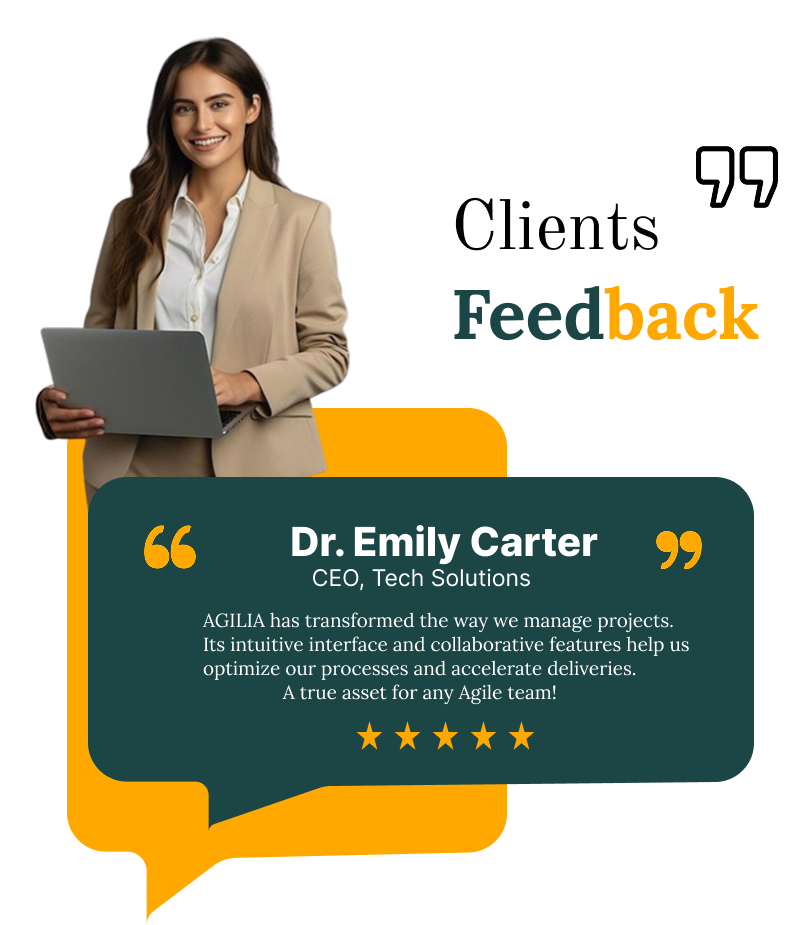 Clients
Feedback
Dr. Emily Carter
CEO, Tech Solutions
AGILIA has transformed the way we manage projects.
Its intuitive interface and collaborative features help us
optimize our processes and accelerate deliveries.
A true asset for any Agile team!